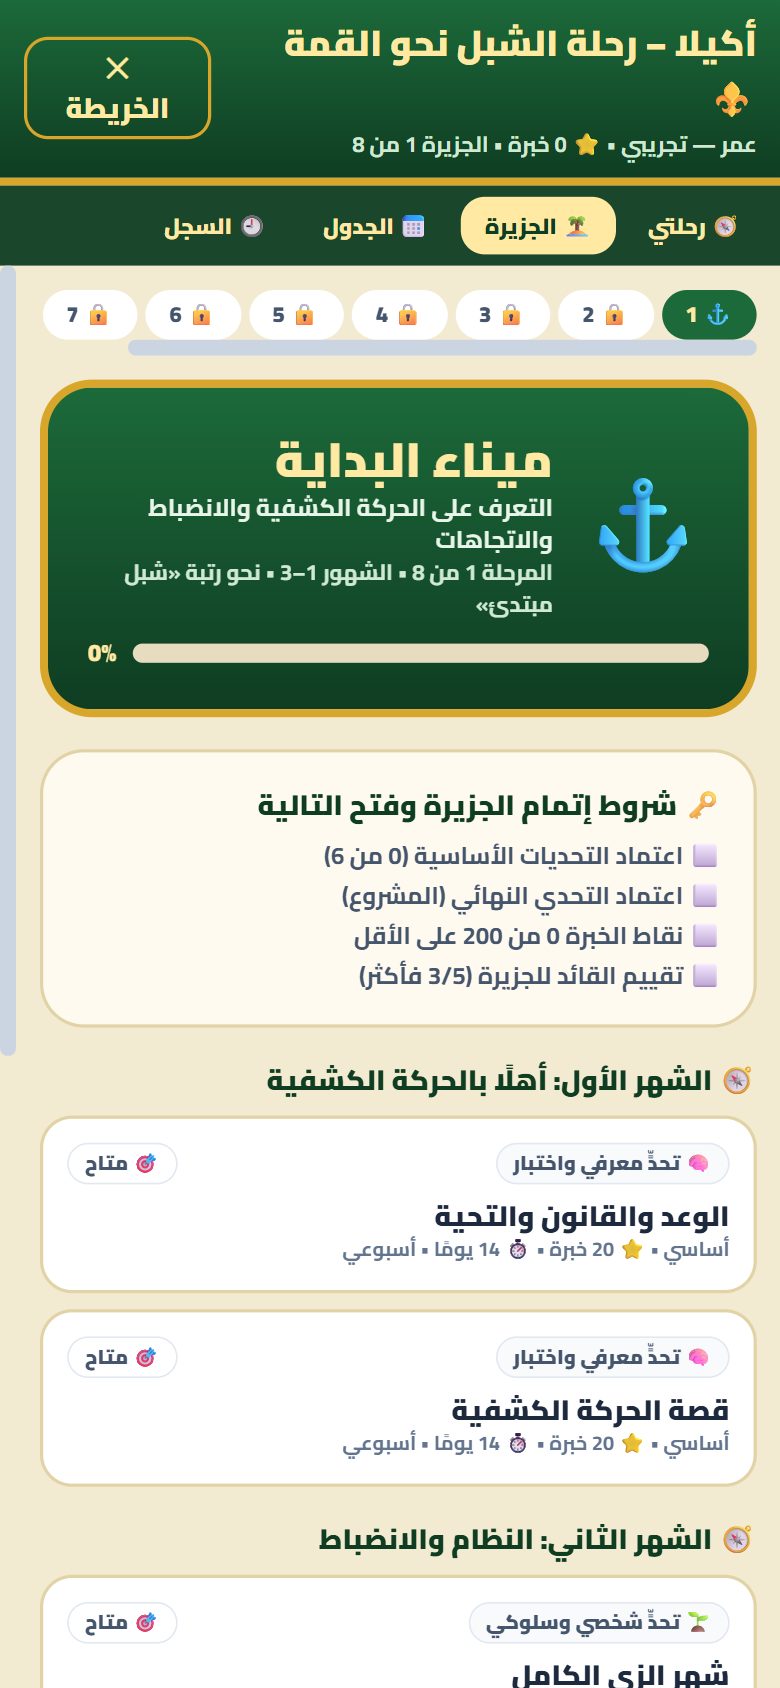 أكيلا – رحلة الشبل نحو القمة
⚜️
عمر — تجريبي ▪ ⭐ 0 خبرة ▪ الجزيرة 1 من 8
✕
الخريطة
🧭 رحلتي 🏝️ الجزيرة 📅 الجدول 🕘 السجل
⚓ 1 🔒 2 🔒 3 🔒 4 🔒 5 🔒 6 🔒 7
ميناء البداية
التعرف على الحركة الكشفية والانضباط
والاتجاهات
المرحلة 1 من 8 ▪ الشهور 1–3 ▪ نحو رتبة «شبل
مبتدئ»
0%
🔑 شروط إتمام الجزيرة وفتح التالية
اعتماد التحديات الأساسية (0 من 6)
اعتماد التحدي النهائي (المشروع)
نقاط الخبرة 0 من 200 على الأقل
تقييم القائد للجزيرة (3/5 فأكثر)
🧭 الشهر الأول: أهلًا بالحركة الكشفية
🧠 تحدٍّ معرفي واختبار 🎯 متاح
الوعد والقانون والتحية
أساسي ▪ ⭐ 20 خبرة ▪ ⏱️ 14 يومًا ▪ أسبوعي
🧠 تحدٍّ معرفي واختبار 🎯 متاح
قصة الحركة الكشفية
أساسي ▪ ⭐ 20 خبرة ▪ ⏱️ 14 يومًا ▪ أسبوعي
🧭 الشهر الثاني: النظام والانضباط
🌱 تحدٍّ شخصي وسلوكي 🎯 متاح
شهر الزي الكامل